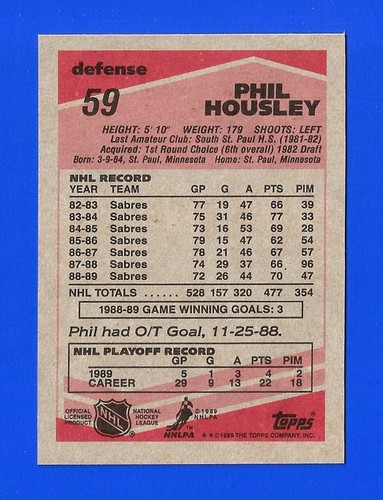 defense
59 PHIL HOUSLEY
HEIGHT: 5' 10" WEIGHT: 179 SHOOTS: LEFT
Last Amateur Club: South St. Paul H.S. (1981-82)
Acquired: 1st Round Choice (6th overall) 1982 Draft
Born: 3-9-64, St. Paul, Minnesota Home: St. Paul, Minnesota
NHL RECORD
YEAR TEAM GP G A PTS PIM
82-83 Sabres 77 19 47 66 39
83-84 Sabres 75 31 46 77 33
84-85 Sabres 73 16 53 69 28
85-86 Sabres 79 15 47 62 54
86-87 Sabres 78 21 46 67 57
87-88 Sabres 74 29 37 66 96
88-89 Sabres 72 26 44 70 47
NHL TOTALS ...... 528 157 320 477 354
1988-89 GAME WINNING GOALS: 3
Phil had O/T Goal, 11-25-88.
NHL PLAYOFF RECORD
GP G A PTS PIM
1989 5 1 3 4 2
CAREER 29 9 13 22 18
OFFICIAL LICENSED PRODUCT
NHL ®
NATIONAL HOCKEY LEAGUE
NHLPA
© 1989 NHLPA
TOPPS ®
★★ © 1989 THE TOPPS COMPANY, INC.